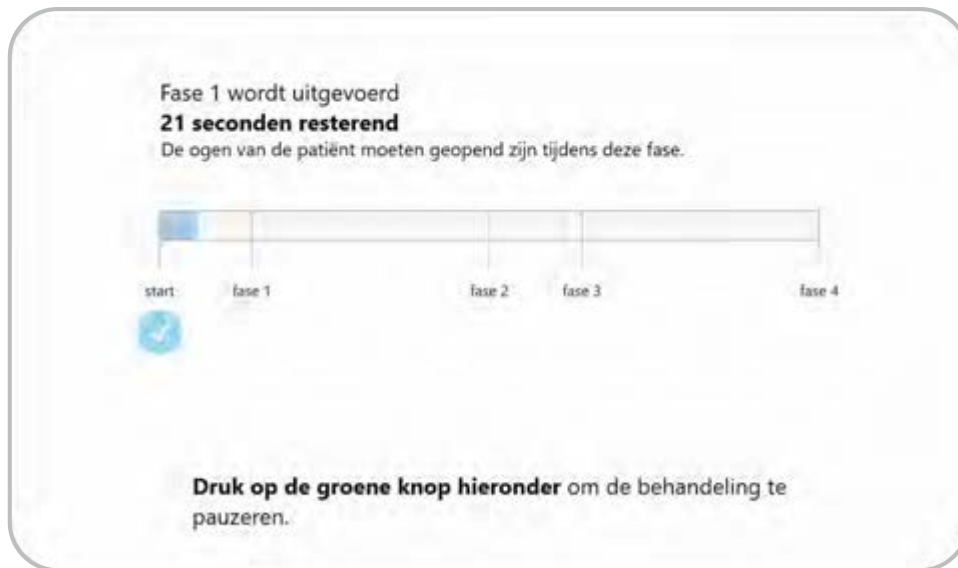 Fase 1 wordt uitgevoerd
21 seconden resterend
De ogen van de patiënt moeten geopend zijn tijdens deze fase.
start fase 1 fase 2 fase 3 fase 4
Druk op de groene knop hieronder om de behandeling te
pauzeren.